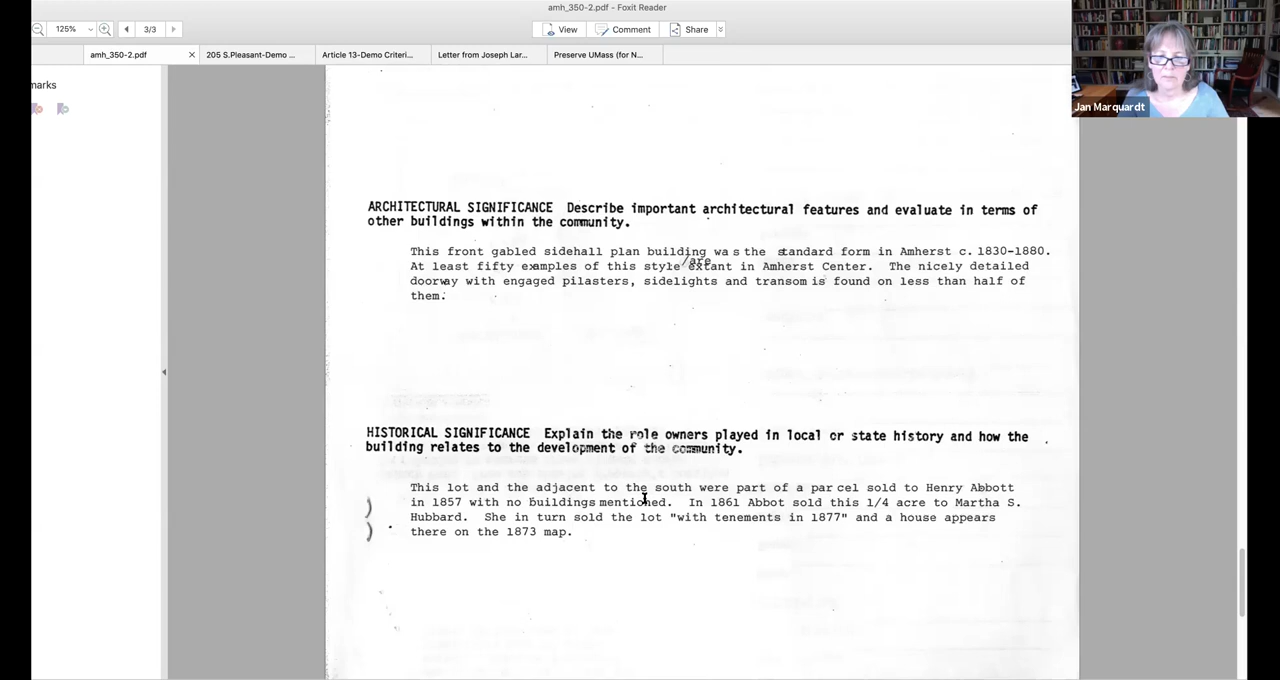 amh_350-2.pdf - Foxit Reader
125%
3/3
View
Comment
Share
amh_350-2.pdf
205 S.Pleasant-Demo ...
Article 13-Demo Criteri...
Letter from Joseph Lar...
Preserve UMass (for N...
marks
Jan Marquardt
ARCHITECTURAL SIGNIFICANCE Describe important architectural features and evaluate in terms of
other buildings within the community.
This front gabled sidehall plan building was the standard form in Amherst c. 1830-1880.
At least fifty examples of this style /are extant in Amherst Center. The nicely detailed
doorway with engaged pilasters, sidelights and transom is found on less than half of
them.
HISTORICAL SIGNIFICANCE Explain the role owners played in local or state history and how the
building relates to the development of the community.
This lot and the adjacent to the south were part of a parcel sold to Henry Abbott
in 1857 with no buildings mentioned. In 1861 Abbot sold this 1/4 acre to Martha S.
Hubbard. She in turn sold the lot "with tenements in 1877" and a house appears
there on the 1873 map.